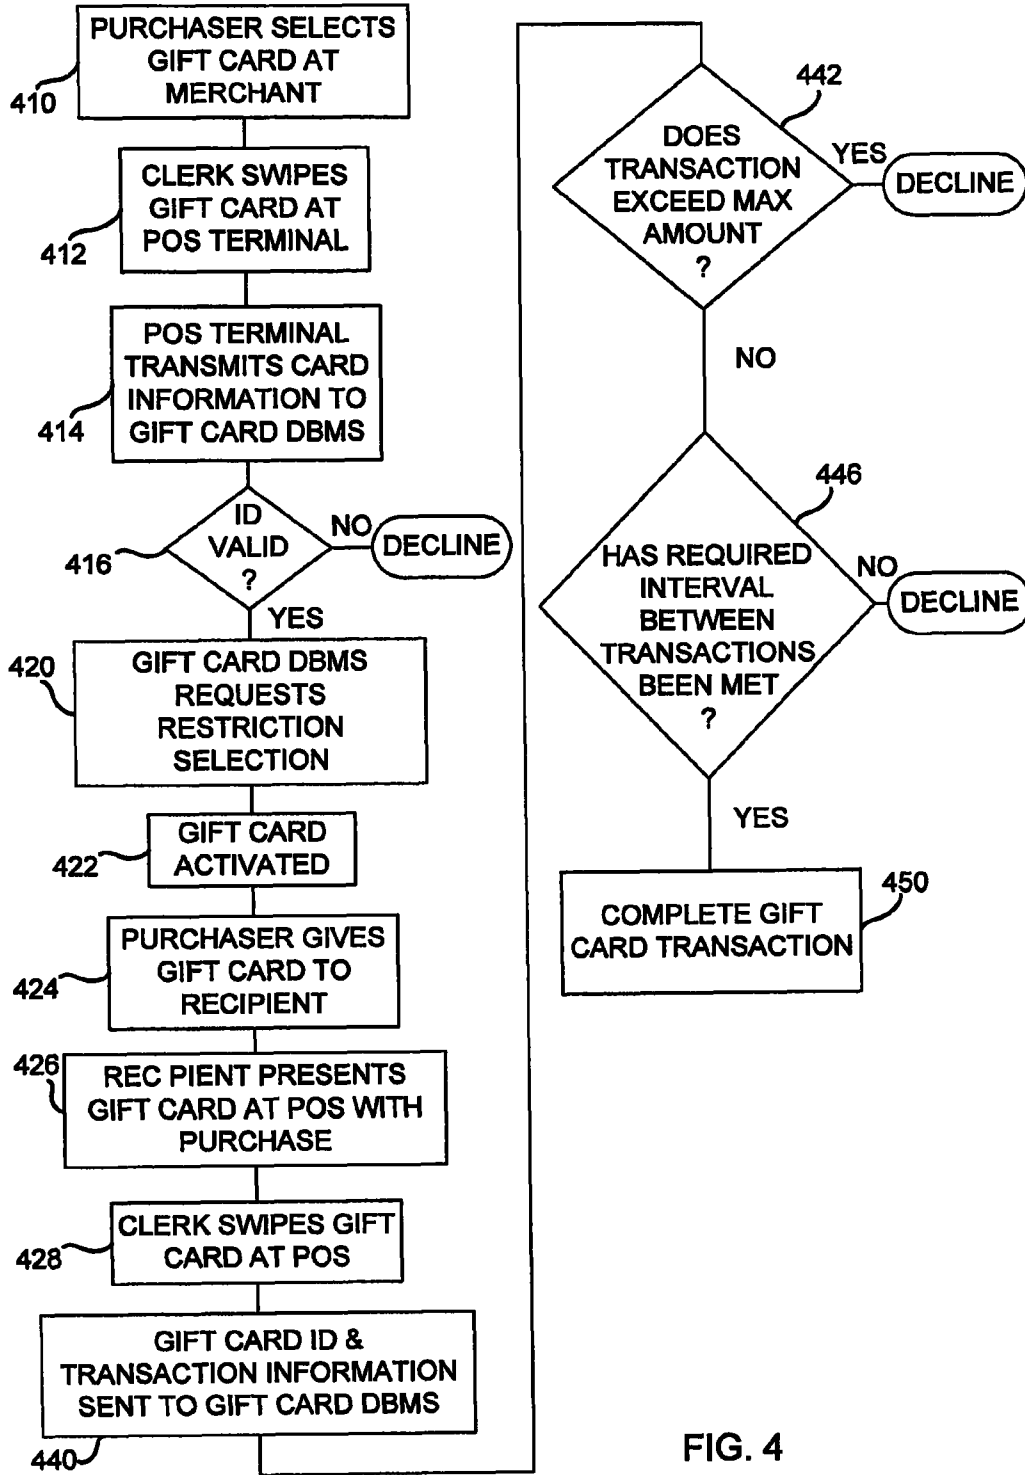 PURCHASER SELECTS
GIFT CARD AT
MERCHANT
410
CLERK SWIPES
GIFT CARD AT
POS TERMINAL
412
POS TERMINAL
TRANSMITS CARD
INFORMATION TO
GIFT CARD DBMS
414
ID
VALID
?
416
NO
DECLINE
YES
420
GIFT CARD DBMS
REQUESTS
RESTRICTION
SELECTION
GIFT CARD
ACTIVATED
422
PURCHASER GIVES
GIFT CARD TO
RECIPIENT
424
426
REC PIENT PRESENTS
GIFT CARD AT POS WITH
PURCHASE
CLERK SWIPES GIFT
CARD AT POS
428
GIFT CARD ID &
TRANSACTION INFORMATION
SENT TO GIFT CARD DBMS
440
442
DOES
TRANSACTION
EXCEED MAX
AMOUNT
?
YES
DECLINE
NO
446
HAS REQUIRED
INTERVAL
BETWEEN
TRANSACTIONS
BEEN MET
?
NO
DECLINE
YES
450
COMPLETE GIFT
CARD TRANSACTION
FIG. 4